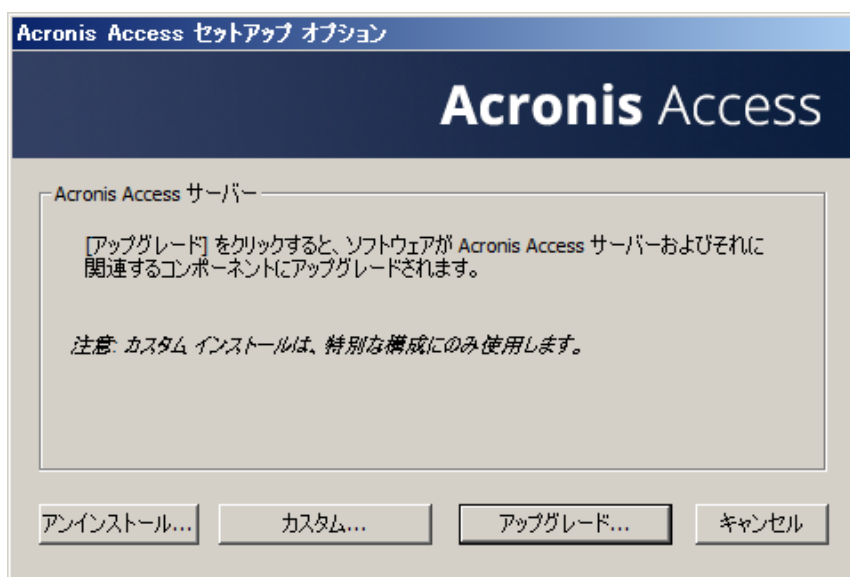 Acronis Access セットアップ オプション
Acronis Access
Acronis Access サーバー
[アップグレード] をクリックすると、ソフトウェアが Acronis Access サーバーおよびそれに
関連するコンポーネントにアップグレードされます。
注意: カスタム インストールは、特別な構成にのみ使用します。
アンインストール...
カスタム...
アップグレード...
キャンセル